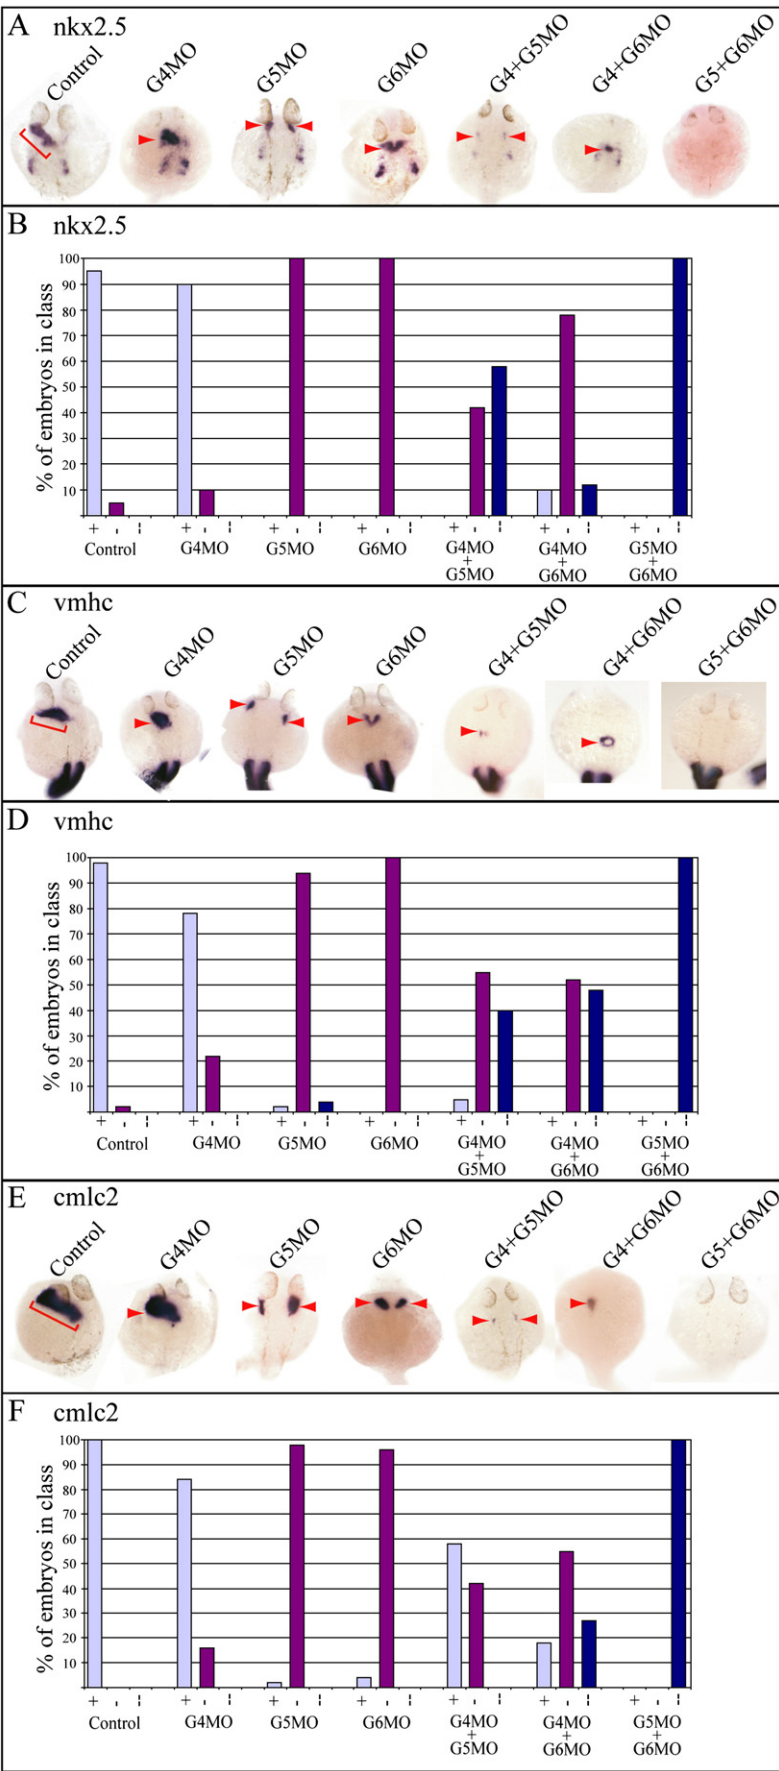 A nkx2.5
Control G4MO G5MO G6MO G4+G5MO G4+G6MO G5+G6MO
B nkx2.5
% of embryos in class
100
90
80
70
60
50
40
30
20
10
+ - -- + - -- + - -- + - -- + - -- + - -- + - --
Control G4MO G5MO G6MO G4MO G4MO G5MO
+ + +
G5MO G6MO G6MO
C vmhc
Control G4MO G5MO G6MO G4+G5MO G4+G6MO G5+G6MO
D vmhc
% of embryos in class
100
90
80
70
60
50
40
30
20
10
+ - -- + - -- + - -- + - -- + - -- + - -- + - --
Control G4MO G5MO G6MO G4MO G4MO G5MO
+ + +
G5MO G6MO G6MO
E cmlc2
Control G4MO G5MO G6MO G4+G5MO G4+G6MO G5+G6MO
F cmlc2
% of embryos in class
100
90
80
70
60
50
40
30
20
10
+ - -- + - -- + - -- + - -- + - -- + - -- + - --
Control G4MO G5MO G6MO G4MO G4MO G5MO
+ + +
G5MO G6MO G6MO